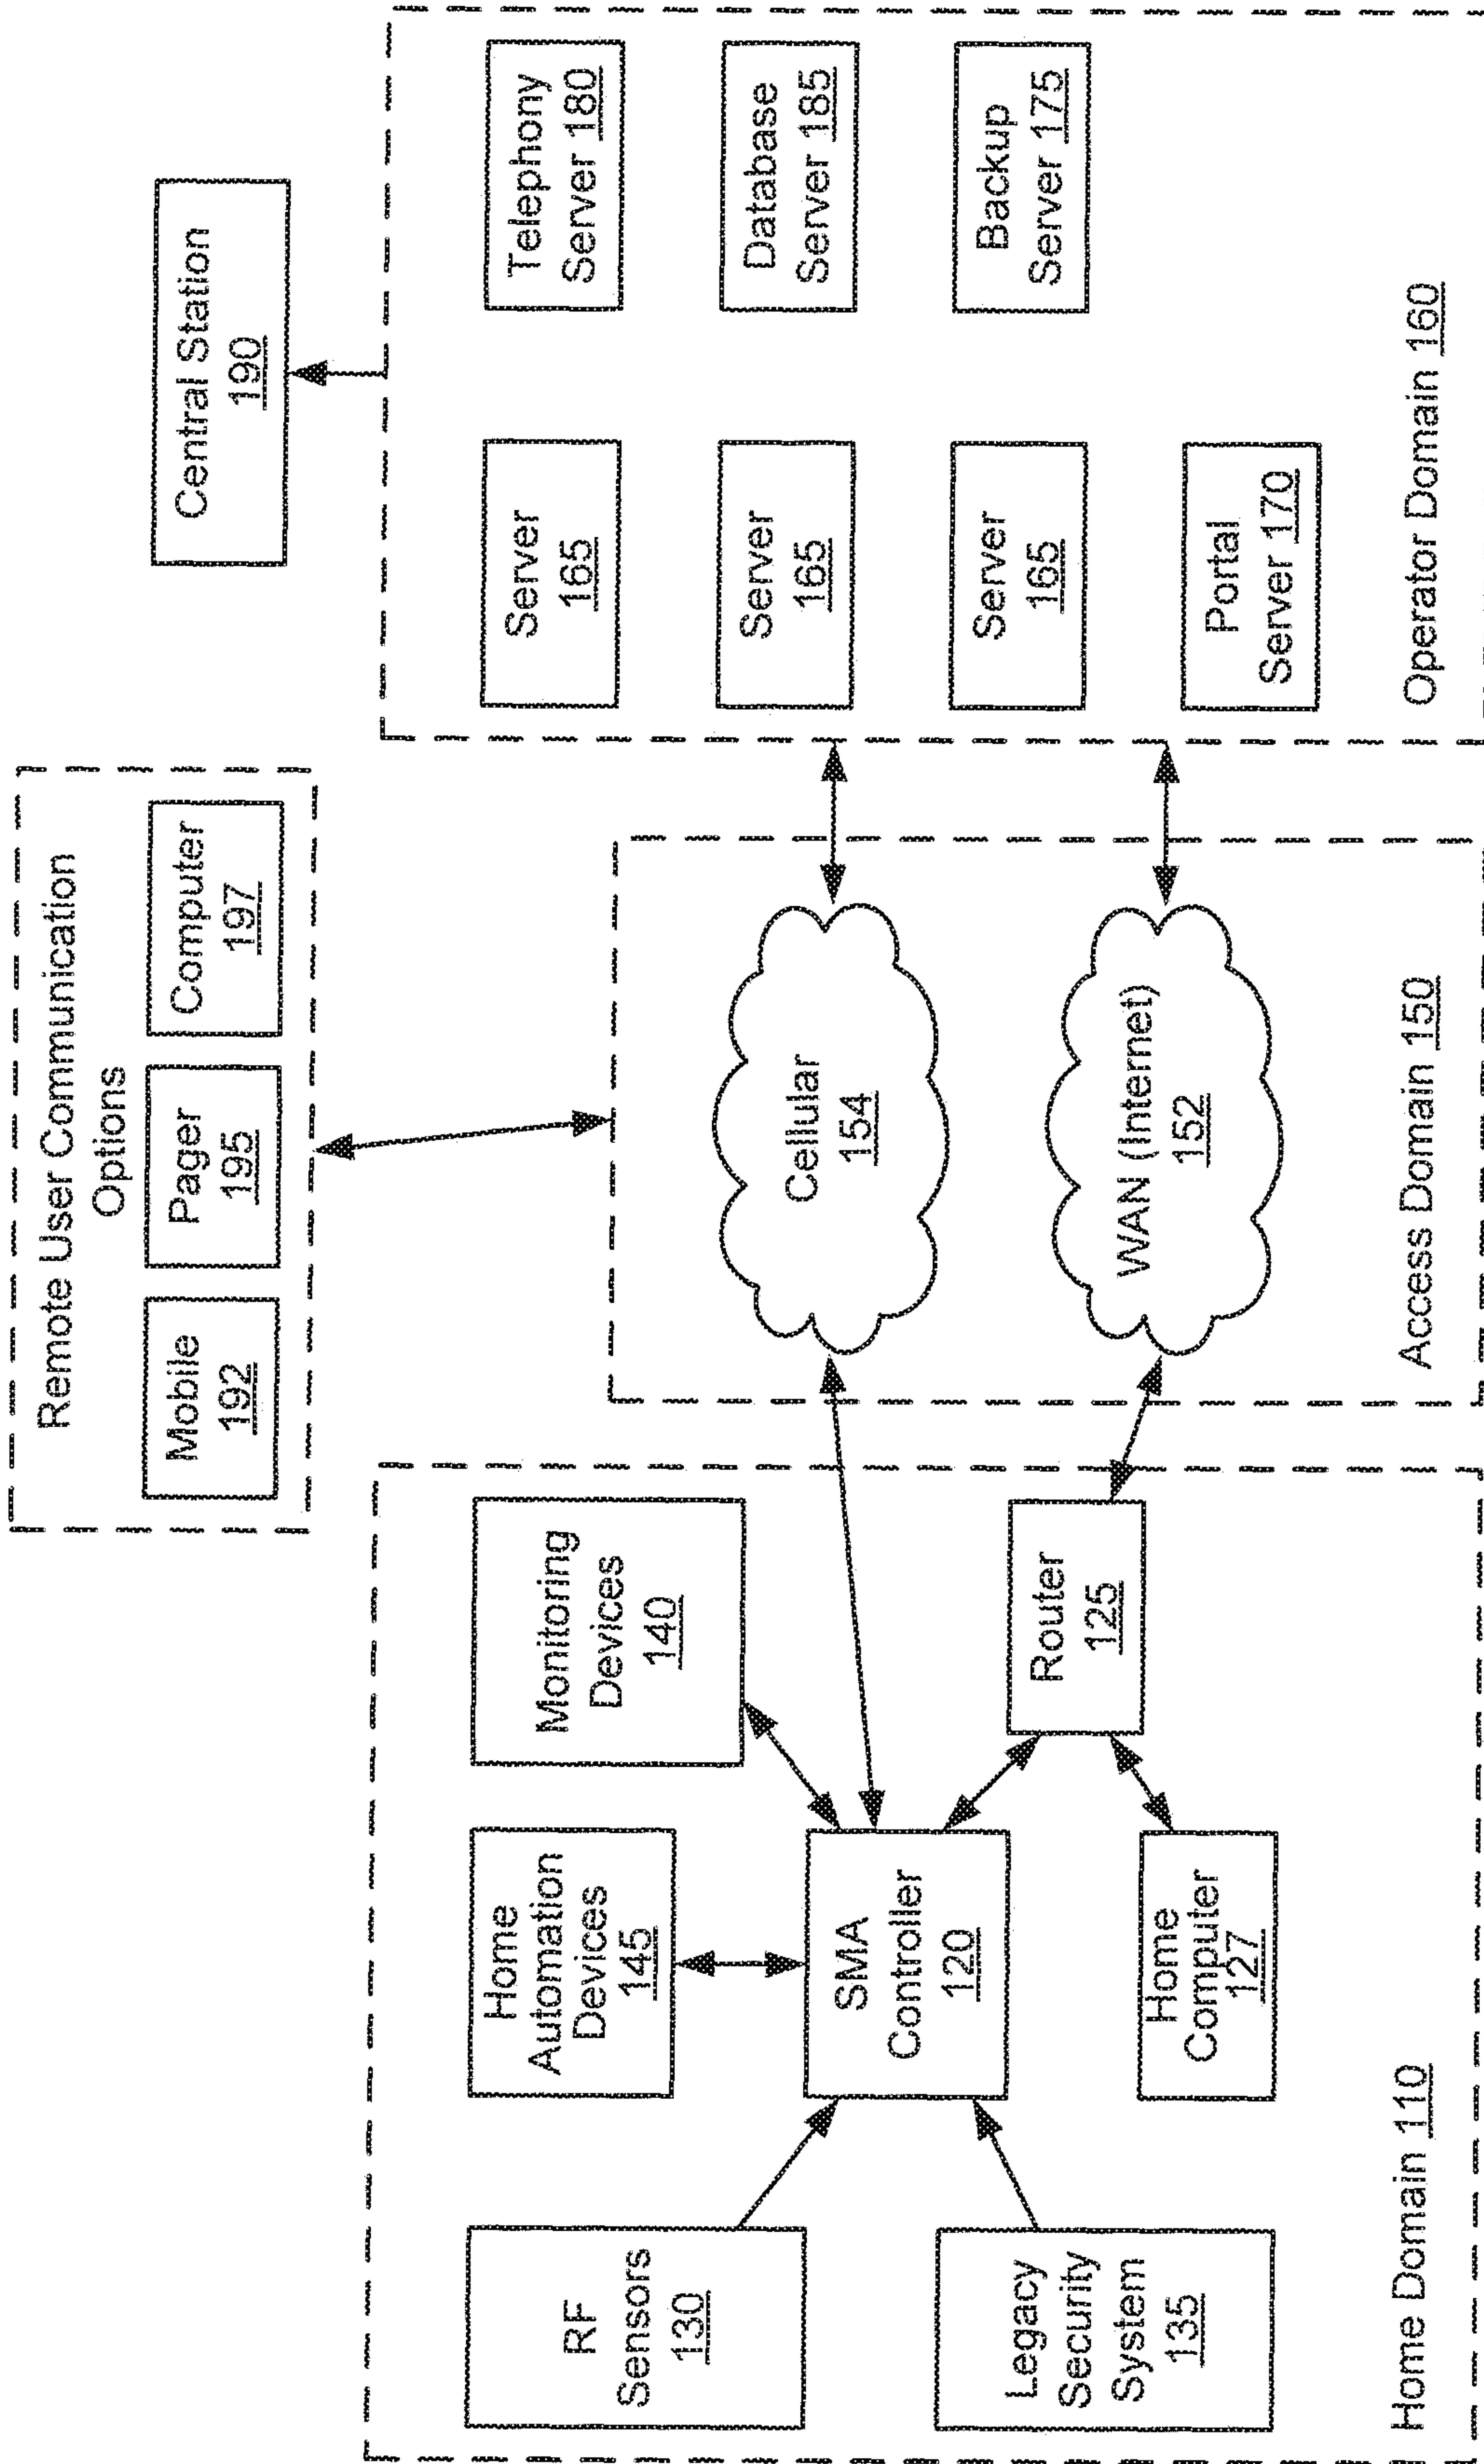 Remote User Communication
Options
Mobile
192
Pager
195
Computer
197
Central Station
190
RF
Sensors
130
Legacy
Security
System
135
Home
Automation
Devices
145
SMA
Controller
120
Home
Computer
127
Monitoring
Devices
140
Router
125
Home Domain 110
Cellular
154
WAN (Internet)
152
Access Domain 150
Server
165
Server
165
Server
165
Portal
Server 170
Telephony
Server 180
Database
Server 185
Backup
Server 175
Operator Domain 160